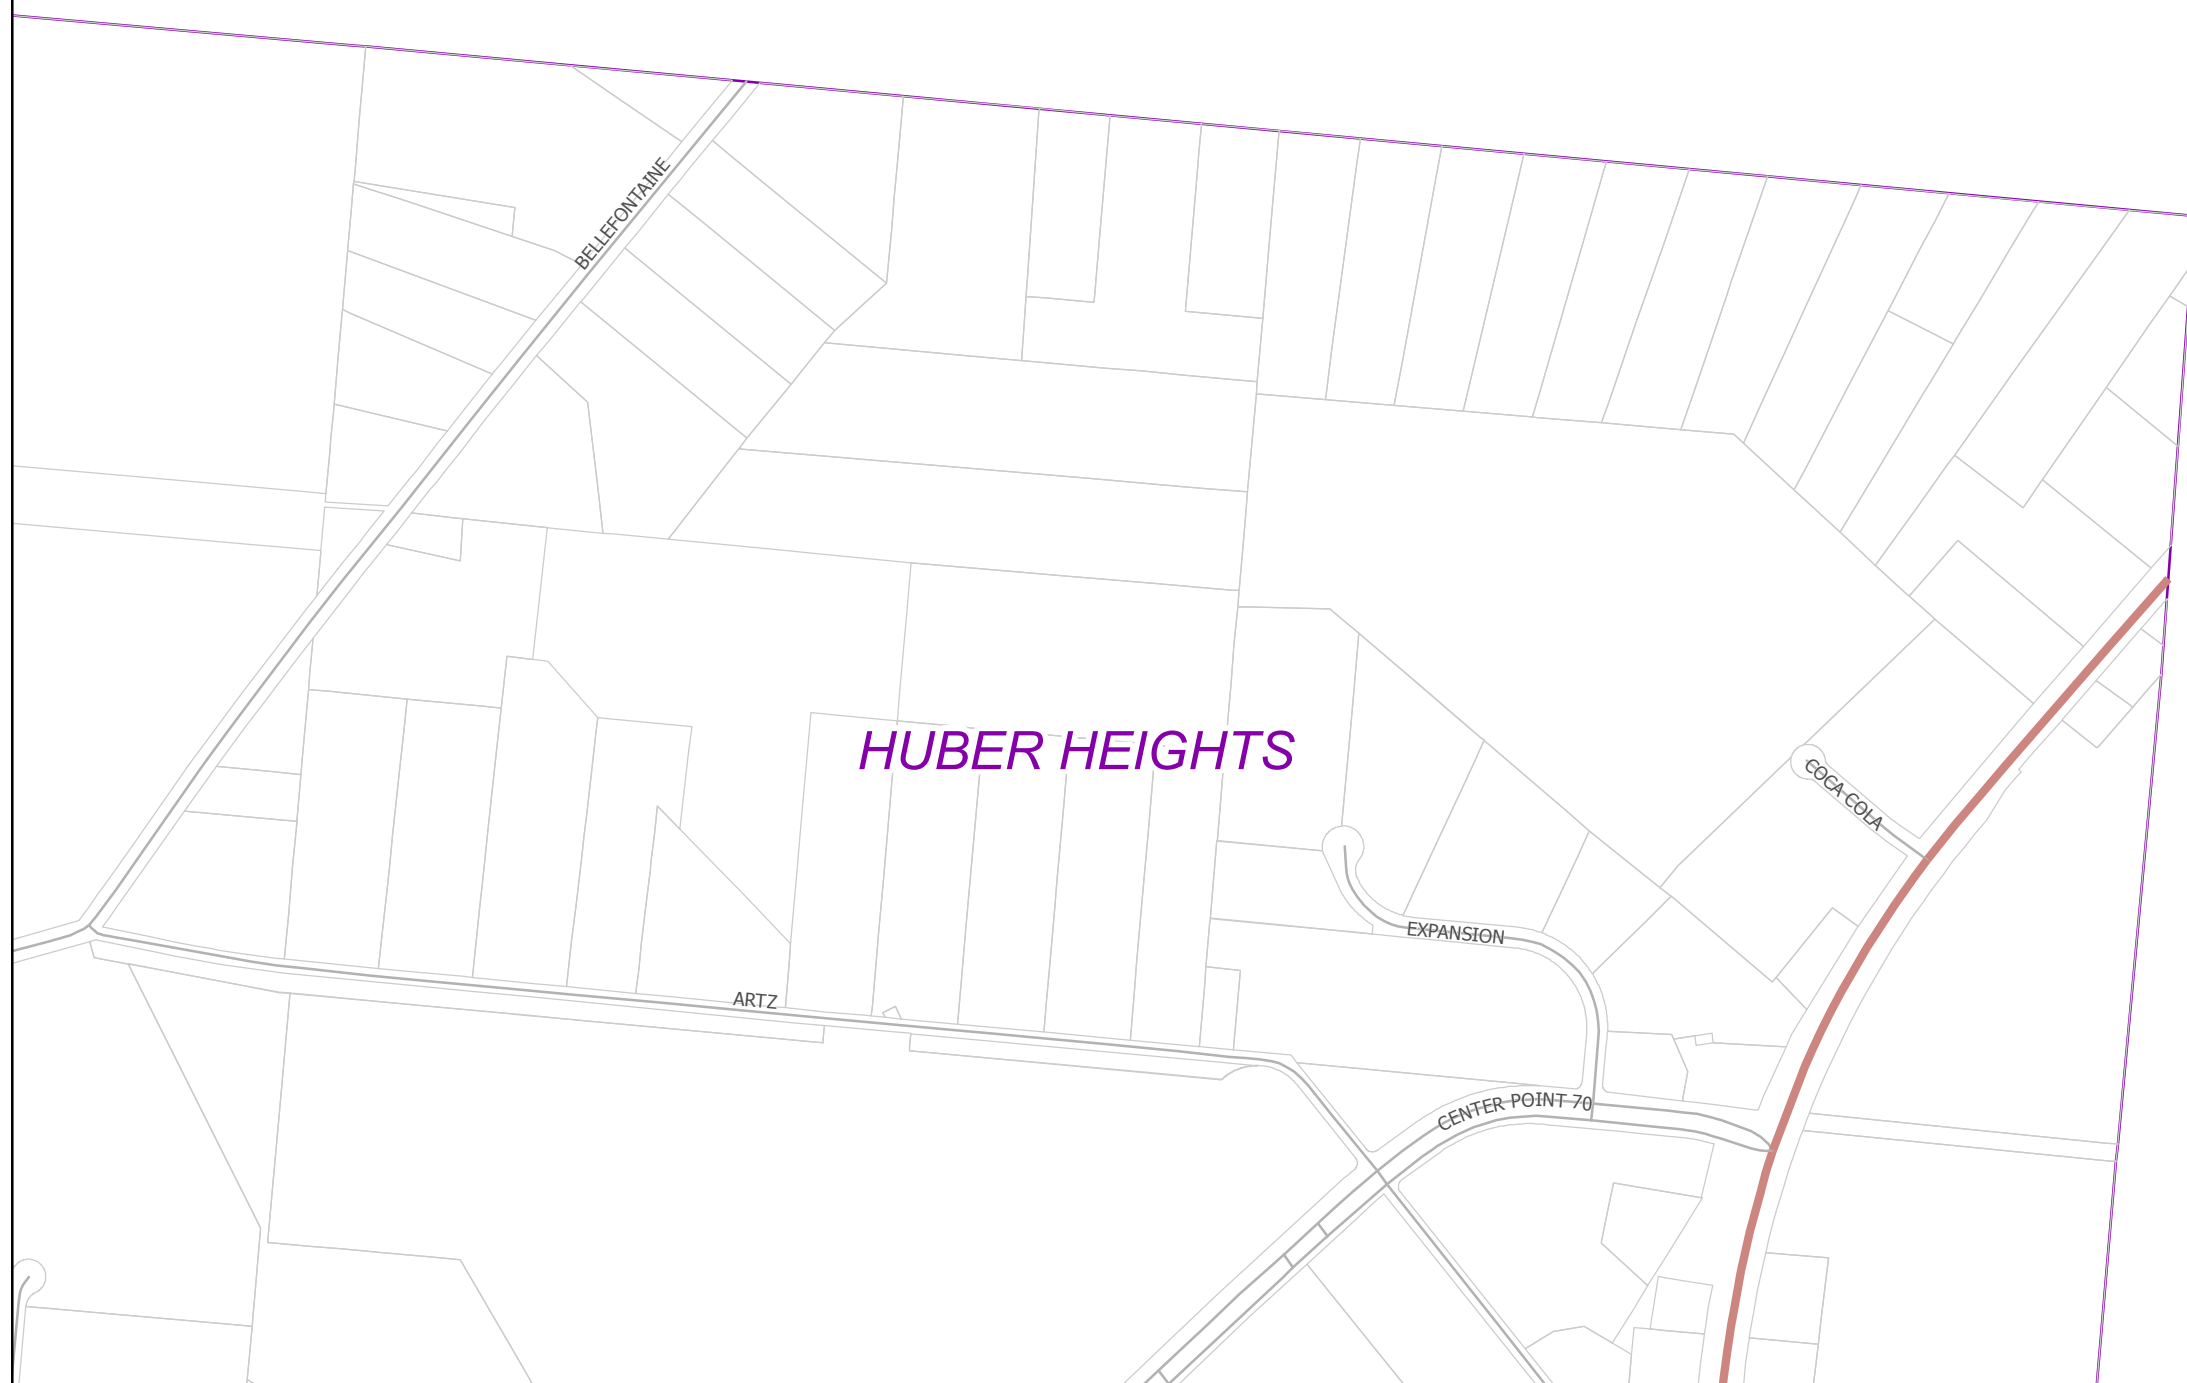 BELLEFONTAINE
HUBER HEIGHTS
COCA COLA
EXPANSION
ARTZ
CENTER POINT 70